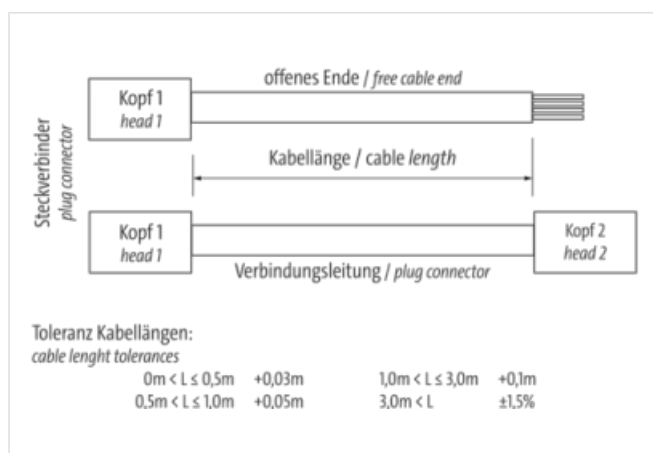 offenes Ende / free cable end
Kopf 1
head 1
Steckverbinder
plug connector
Kabellänge / cable length
Kopf 1
head 1
Kopf 2
head 2
Verbindungsleitung / plug connector
Toleranz Kabellängen:
cable lenght tolerances
0m < L ≤ 0,5m +0,03m 1,0m < L ≤ 3,0m +0,1m
0,5m < L ≤ 1,0m +0,05m 3,0m < L ±1,5%